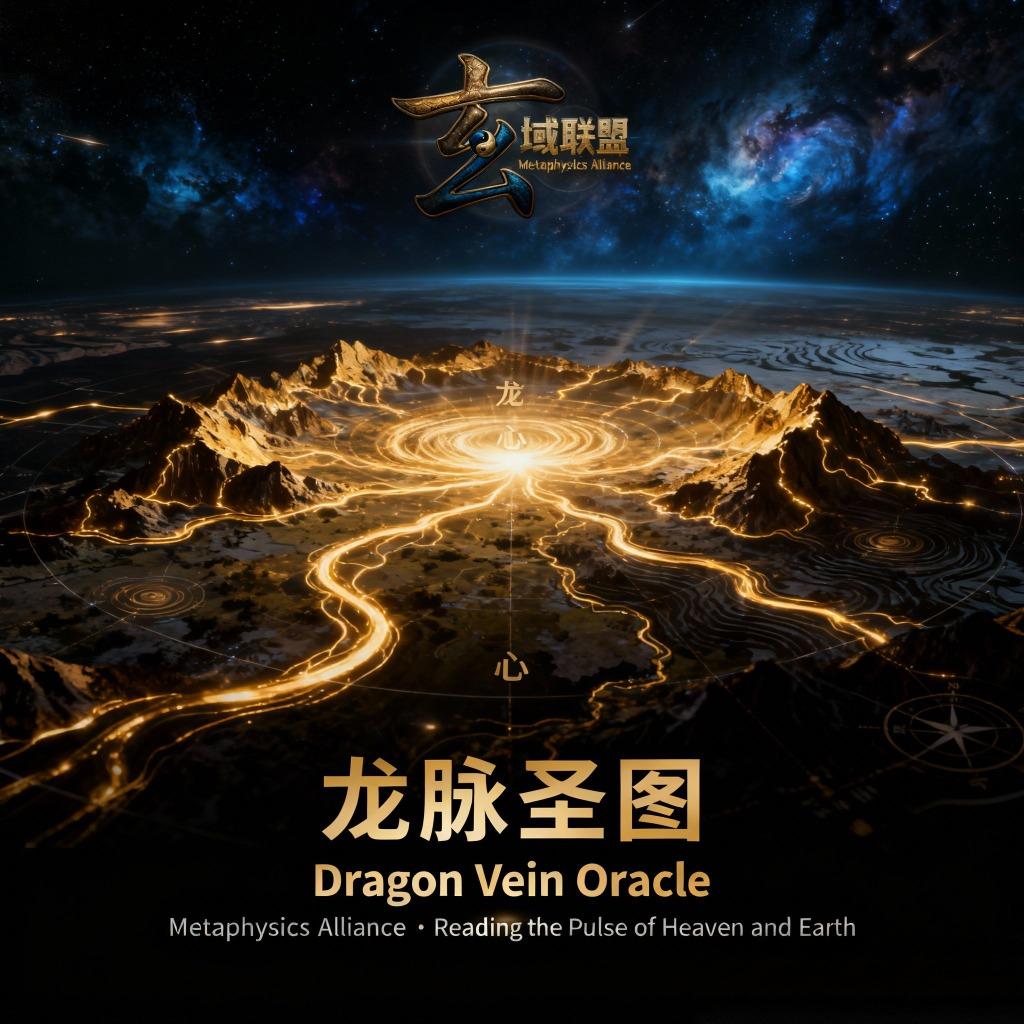 玄域联盟
Metaphysics Alliance
龙
心
心
龙脉圣图
Dragon Vein Oracle
Metaphysics Alliance・Reading the Pulse of Heaven and Earth